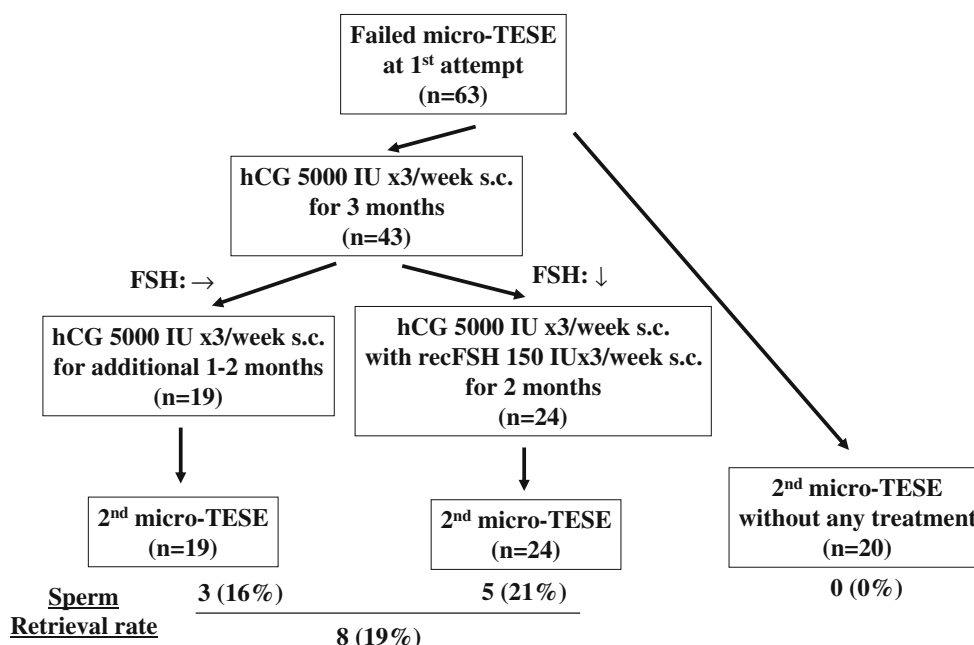 Failed micro-TESE
at 1st attempt
(n=63)
hCG 5000 IU x3/week s.c.
for 3 months
(n=43)
FSH: →
FSH: ↓
hCG 5000 IU x3/week s.c.
for additional 1-2 months
(n=19)
hCG 5000 IU x3/week s.c.
with recFSH 150 IUx3/week s.c.
for 2 months
(n=24)
2nd micro-TESE
(n=19)
2nd micro-TESE
(n=24)
2nd micro-TESE
without any treatment
(n=20)
Sperm
Retrieval rate
3 (16%)
5 (21%)
0 (0%)
8 (19%)